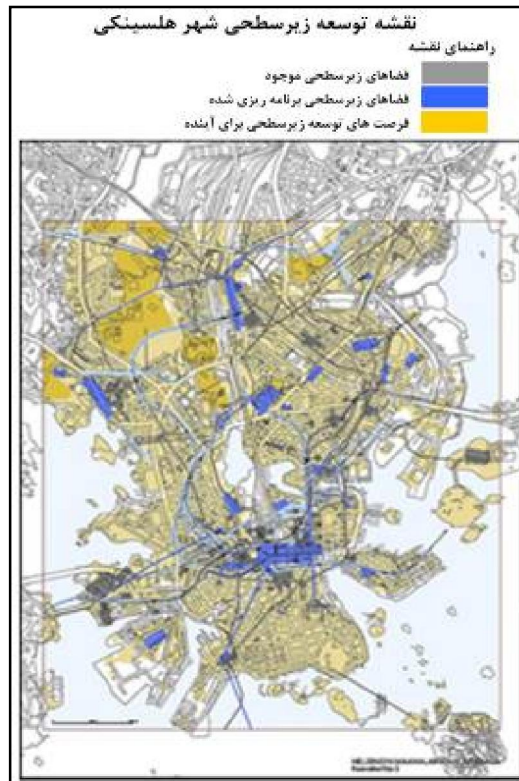 نقشه توسعه زیرسطحی شهر هلسینکی
راهنمای نقشه
فضاهای زیرسطحی موجود
فضاهای زیرسطحی برنامه ریزی شده
فرصت های توسعه زیرسطحی برای آینده